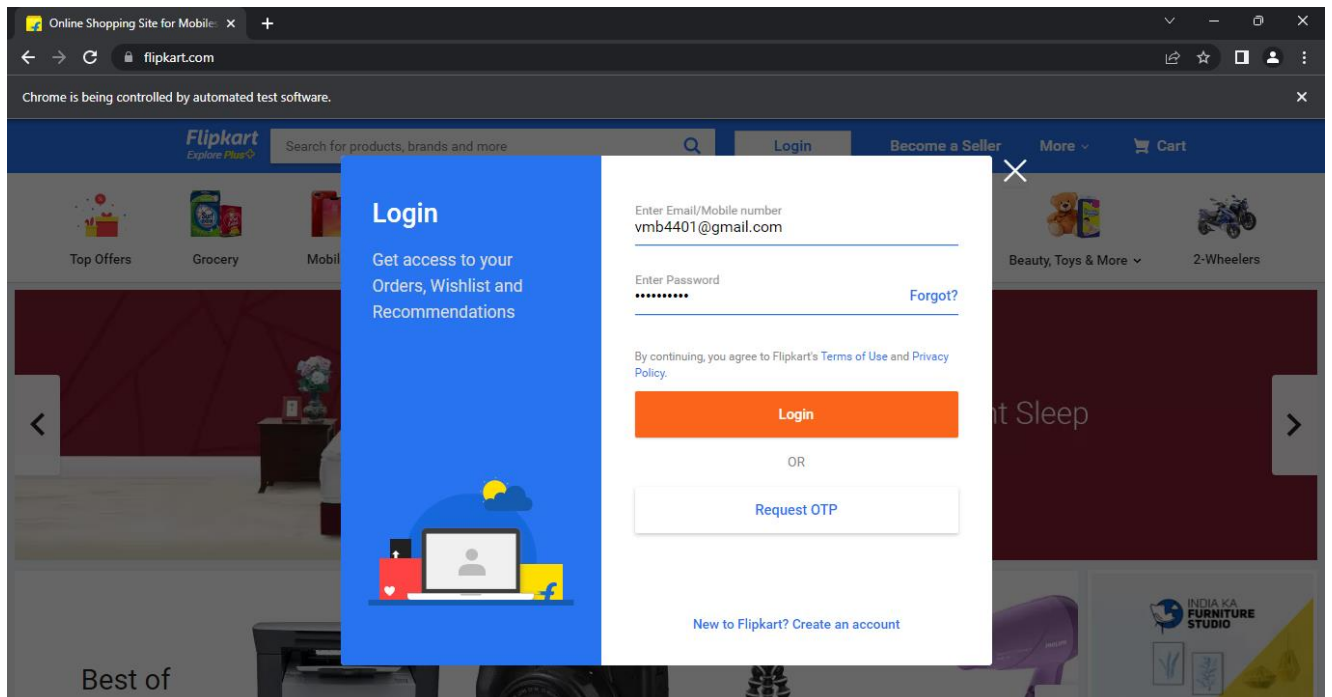 Online Shopping Site for Mobile
flipkart.com
Chrome is being controlled by automated test software.
Flipkart
Explore Plus
Search for products, brands and more
Login
Become a Seller
More
Cart
Top Offers
Grocery
Mobil
Beauty, Toys & More
2-Wheelers
Login
Get access to your
Orders, Wishlist and
Recommendations
Enter Email/Mobile number
vmb4401@gmail.com
Enter Password
••••••••••
Forgot?
By continuing, you agree to Flipkart's Terms of Use and Privacy
Policy.
Login
OR
Request OTP
New to Flipkart? Create an account
nt Sleep
Best of
INDIA KA
FURNITURE
STUDIO